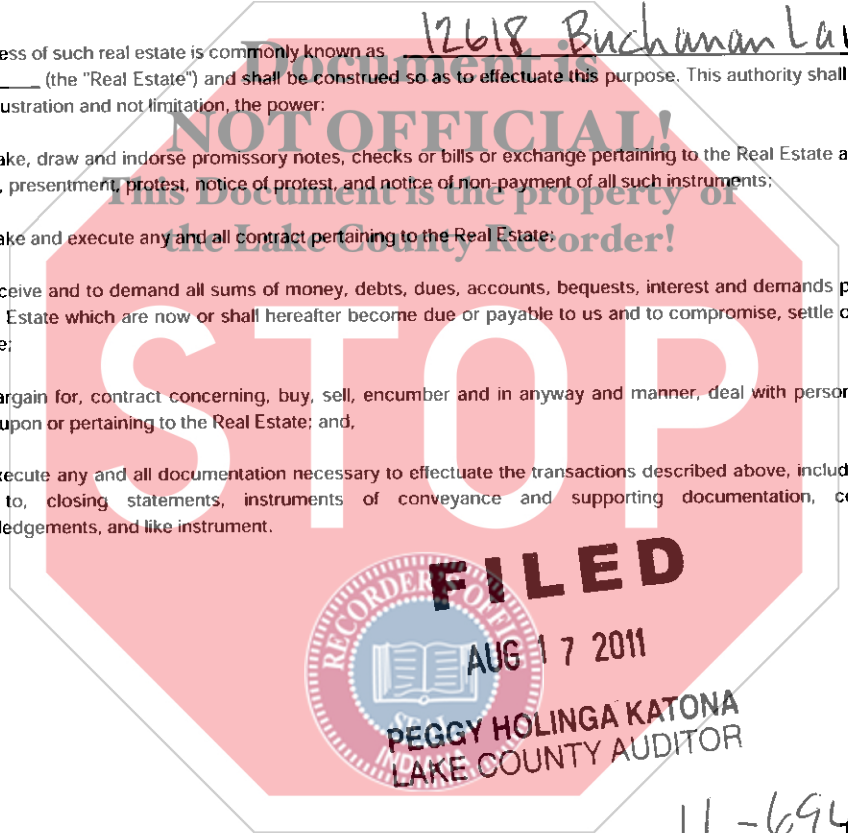 12618 Buchanan
ess of such real estate is commonly known as
Document is
(the "Real Estate") and shall be construed so as to effectuate this purpose. This authority shall
ustration and not limitation, the power:
NOT OFFICIAL!
ake, draw and indorse promissory notes, checks or bills or exchange pertaining to the Real Estate a
, presentment, protest, notice of protest, and notice of non-payment of all such instruments;
This Document is the property of
ake and execute any and all contract pertaining to the Real Estate;
the Lake County Recorder!
ceive and to demand all sums of money, debts, dues, accounts, bequests, interest and demands p
Estate which are now or shall hereafter become due or payable to us and to compromise, settle o
e;
STOP
argain for, contract concerning, buy, sell, encumber and in anyway and manner, deal with person
upon or pertaining to the Real Estate; and,
xecute any and all documentation necessary to effectuate the transactions described above, includ
to, closing statements, instruments of conveyance and supporting documentation, ce
ledgements, and like instrument.
FILED
RECORDER'S OFFICE
AUG 17 2011
SEAL
INDIANA
PEGGY HOLINGA KATONA
LAKE COUNTY AUDITOR
11-694